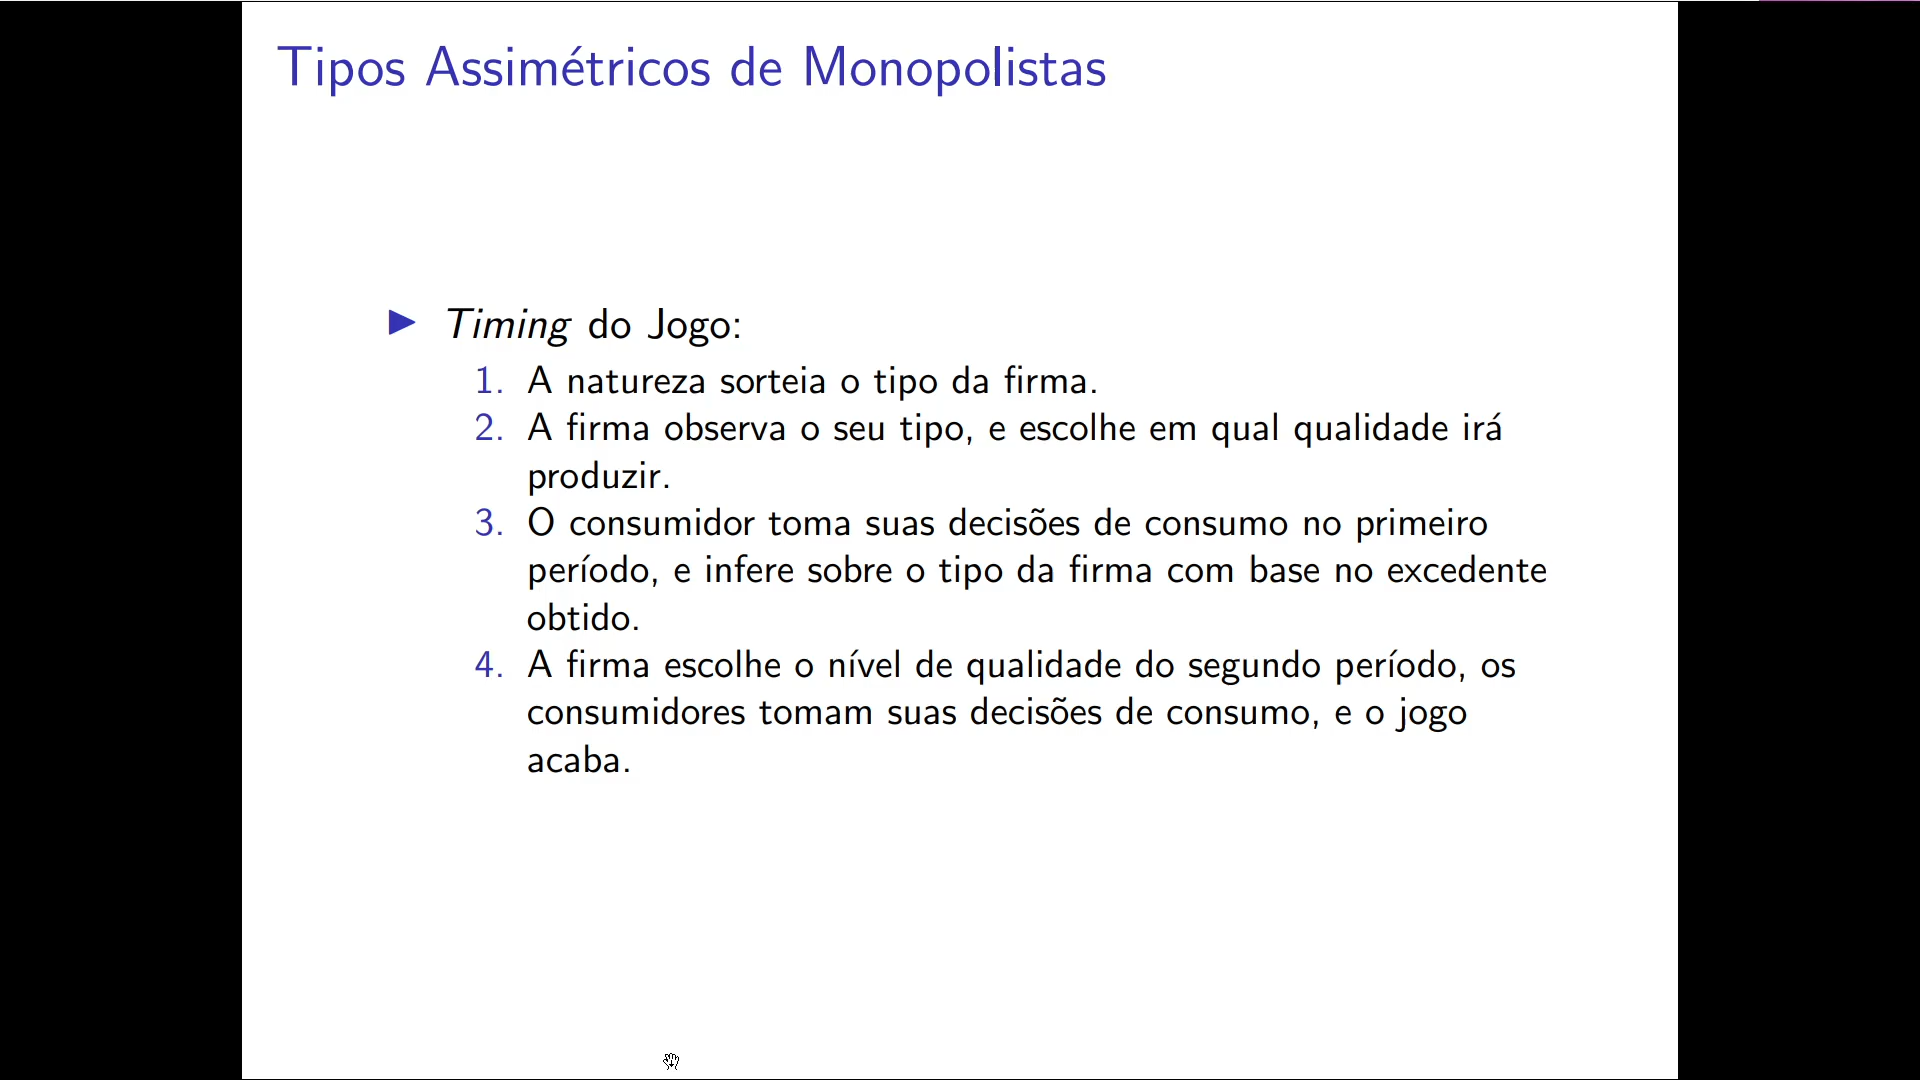 Tipos Assimétricos de Monopolistas
Timing do Jogo:
1. A natureza sorteia o tipo da firma.
2. A firma observa o seu tipo, e escolhe em qual qualidade irá
produzir.
3. O consumidor toma suas decisões de consumo no primeiro
período, e infere sobre o tipo da firma com base no excedente
obtido.
4. A firma escolhe o nível de qualidade do segundo período, os
consumidores tomam suas decisões de consumo, e o jogo
acaba.